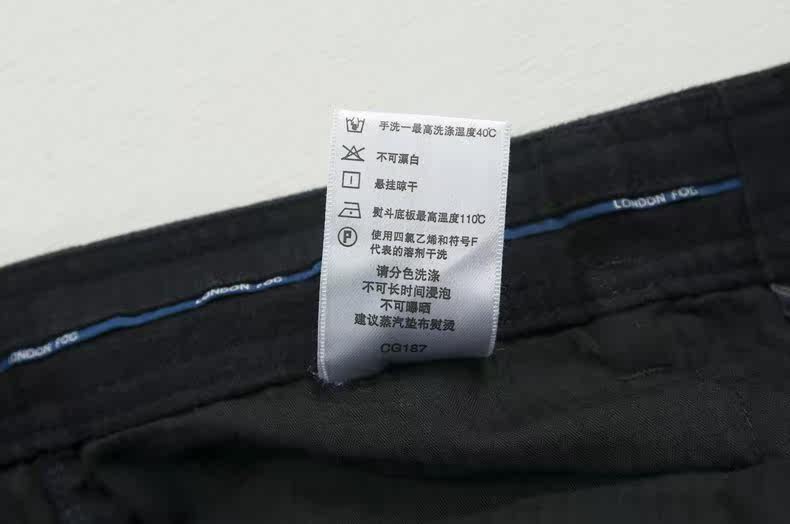 手洗一最高洗涤温度40℃
不可漂白
悬挂晾干
熨斗底板最高温度110℃
P
使用四氯乙烯和符号F
代表的溶剂干洗
请分色洗涤
不可长时间浸泡
不可曝晒
建议蒸汽垫布熨烫
CG187
LONDON FOG
LONDON FOG
LONDON FOG